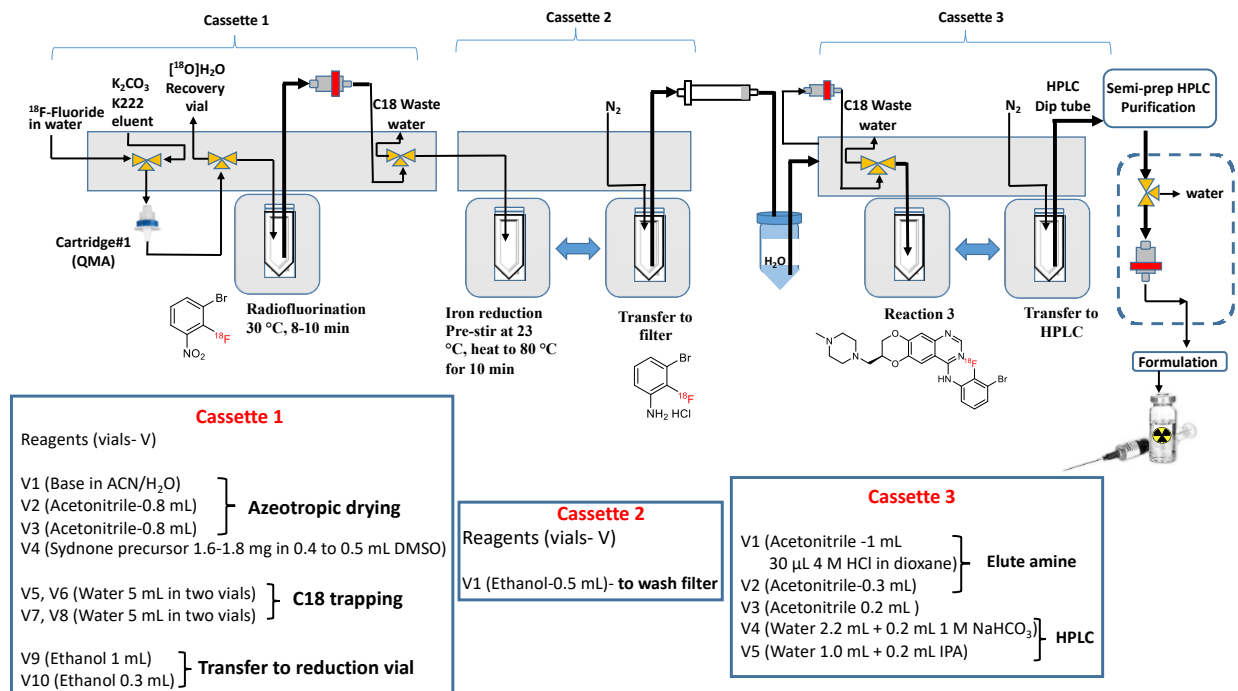 Cassette 1
Cassette 2
Cassette 3
¹⁸F-Fluoride
in water
K₂CO₃
K222
eluent
[¹⁸O]H₂O
Recovery
vial
C18 Waste
water
N₂
C18 Waste
water
N₂
HPLC
Dip tube
Semi-prep HPLC
Purification
water
Cartridge#1
(QMA)
H₂O
Br
¹⁸F
NO₂
Radiofluorination
30 °C, 8-10 min
Iron reduction
Pre-stir at 23
°C, heat to 80 °C
for 10 min
Transfer to
filter
Br
¹⁸F
NH₂ HCl
Reaction 3
N
N
O
O
N
N
¹⁸F
HN
Br
Transfer to
HPLC
Formulation
Cassette 1
Reagents (vials- V)
V1 (Base in ACN/H₂O)
V2 (Acetonitrile-0.8 mL)
V3 (Acetonitrile-0.8 mL)
Azeotropic drying
V4 (Sydnone precursor 1.6-1.8 mg in 0.4 to 0.5 mL DMSO)
V5, V6 (Water 5 mL in two vials)
V7, V8 (Water 5 mL in two vials)
C18 trapping
V9 (Ethanol 1 mL)
V10 (Ethanol 0.3 mL)
Transfer to reduction vial
Cassette 2
Reagents (vials- V)
V1 (Ethanol-0.5 mL)- to wash filter
Cassette 3
V1 (Acetonitrile -1 mL
30 µL 4 M HCl in dioxane)
V2 (Acetonitrile-0.3 mL)
Elute amine
V3 (Acetonitrile 0.2 mL )
V4 (Water 2.2 mL + 0.2 mL 1 M NaHCO₃)
V5 (Water 1.0 mL + 0.2 mL IPA)
HPLC